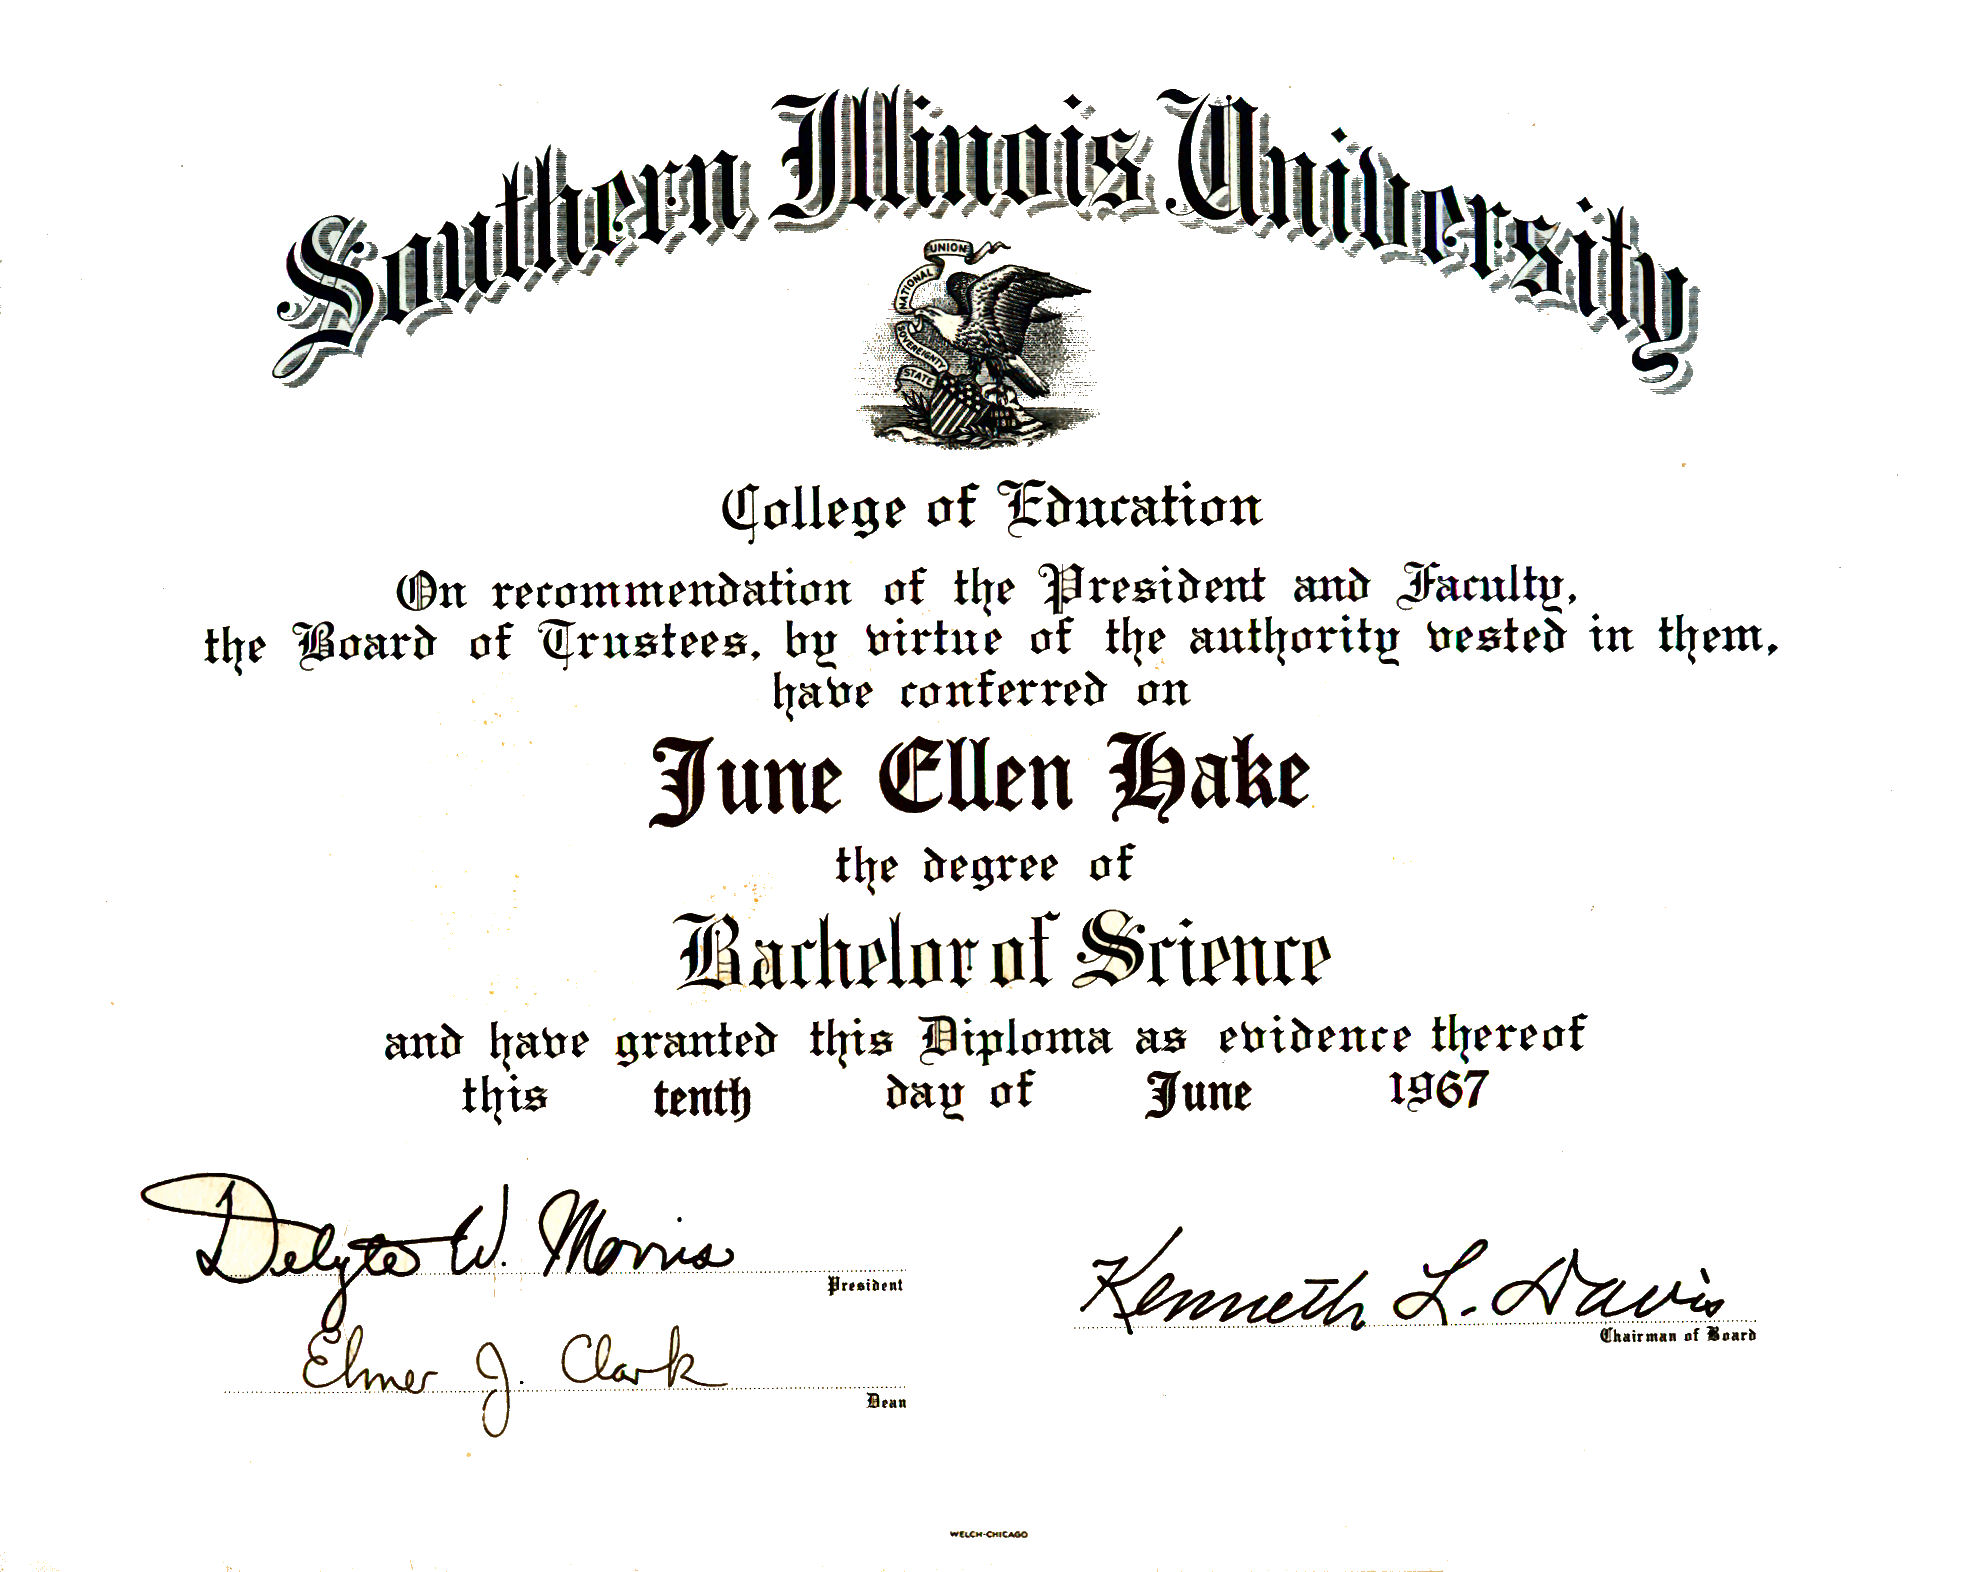 Southern Illinois University
UNION
NATIONAL
SOVEREIGNTY
STATE
College of Education
On recommendation of the President and Faculty,
the Board of Trustees, by virtue of the authority vested in them,
have conferred on
June Ellen Hake
the degree of
Bachelor of Science
and have granted this Diploma as evidence thereof
this tenth day of June 1967
Delyte W. Morris
President
Kenneth L. Davis
Chairman of Board
Elmer J. Clark
Dean
WELCH-CHICAGO